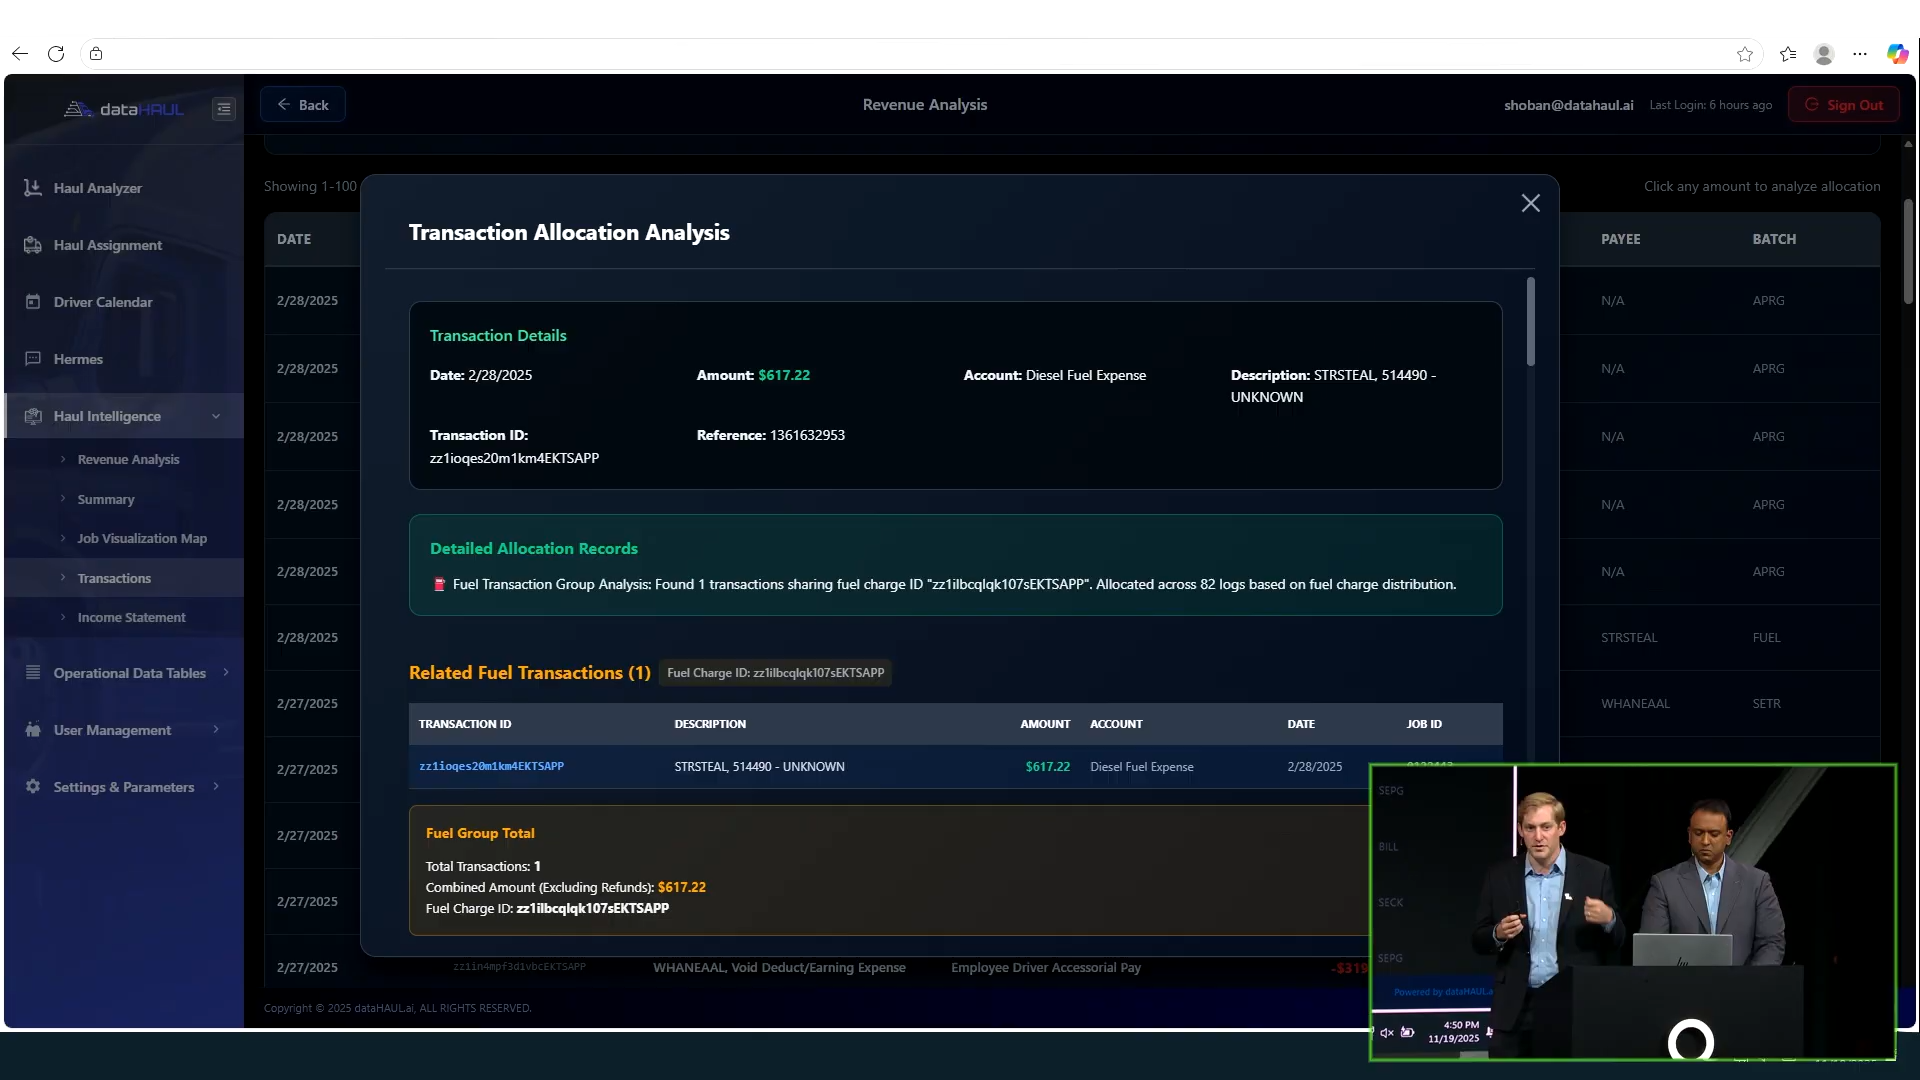 dataHAUL
Back
Revenue Analysis
shoban@datahaul.ai
Last Login: 6 hours ago
Sign Out
Haul Analyzer
Haul Assignment
Driver Calendar
Hermes
Haul Intelligence
Revenue Analysis
Summary
Job Visualization Map
Transactions
Income Statement
Operational Data Tables
User Management
Settings & Parameters
Showing 1-100
Click any amount to analyze allocation
DATE
PAYEE
BATCH
2/28/2025
N/A
APRG
2/28/2025
N/A
APRG
2/28/2025
N/A
APRG
2/28/2025
N/A
APRG
2/28/2025
N/A
APRG
2/28/2025
STRSTEAL
FUEL
2/27/2025
WHANEAAL
SETR
2/27/2025
2/27/2025
2/27/2025
2/27/2025
zz1in4mpf3d1vbcEKTSAPP
WHANEAAL, Void Deduct/Earning Expense
Employee Driver Accessorial Pay
-$319
Transaction Allocation Analysis
Transaction Details
Date: 2/28/2025
Amount: $617.22
Account: Diesel Fuel Expense
Description: STRSTEAL, 514490 -
UNKNOWN
Transaction ID:
zz1ioqes20m1km4EKTSAPP
Reference: 1361632953
Detailed Allocation Records
Fuel Transaction Group Analysis: Found 1 transactions sharing fuel charge ID "zz1ilbcqlqk107sEKTSAPP". Allocated across 82 logs based on fuel charge distribution.
Related Fuel Transactions (1)
Fuel Charge ID: zz1ilbcqlqk107sEKTSAPP
TRANSACTION ID
DESCRIPTION
AMOUNT
ACCOUNT
DATE
JOB ID
zz1ioqes20m1km4EKTSAPP
STRSTEAL, 514490 - UNKNOWN
$617.22
Diesel Fuel Expense
2/28/2025
Fuel Group Total
Total Transactions: 1
Combined Amount (Excluding Refunds): $617.22
Fuel Charge ID: zz1ilbcqlqk107sEKTSAPP
Copyright © 2025 dataHAUL.ai, ALL RIGHTS RESERVED.
SEPG
BILL
SECK
SEPG
Powered by dataHAUL.a
4:50 PM
11/19/2025
hp